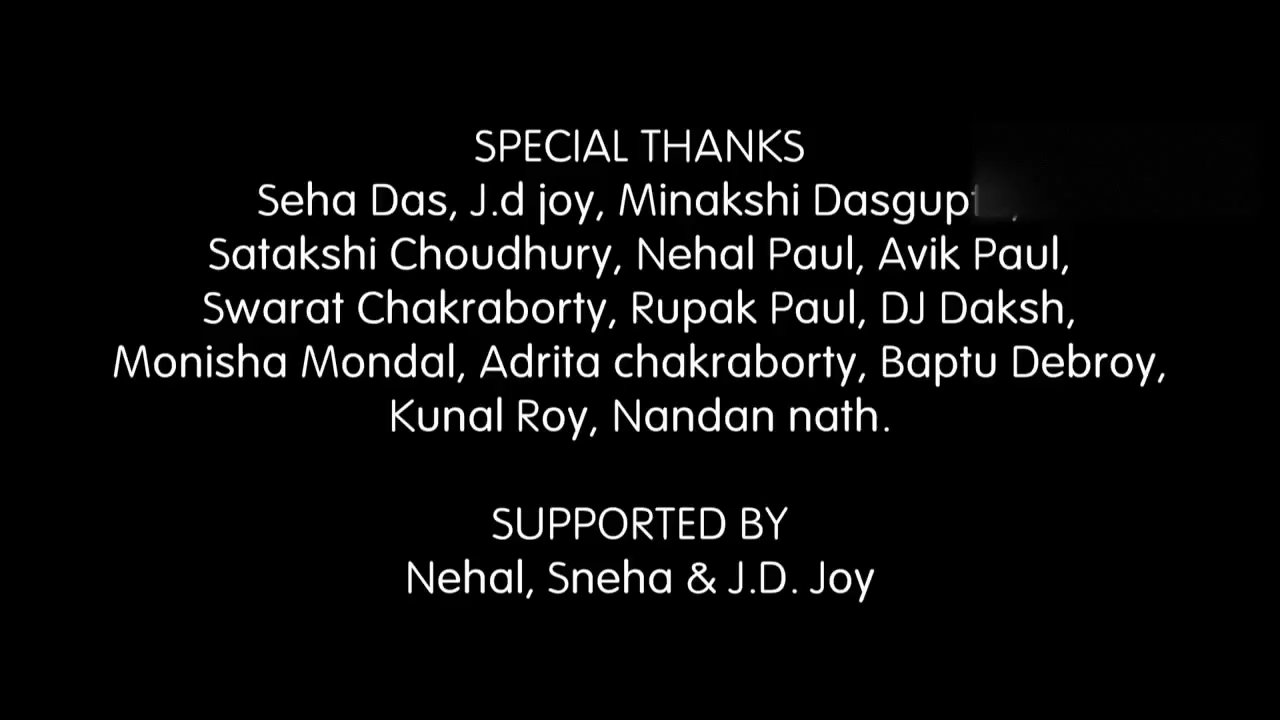 SPECIAL THANKS
Seha Das, J.d joy, Minakshi
Satakshi Choudhury, Nehal Paul, Avik Paul,
Swarat Chakraborty, Rupak Paul, DJ Daksh,
Monisha Mondal, Adrita chakraborty, Baptu Debroy,
Kunal Roy, Nandan nath.
SUPPORTED BY
Nehal, Sneha & J.D. Joy